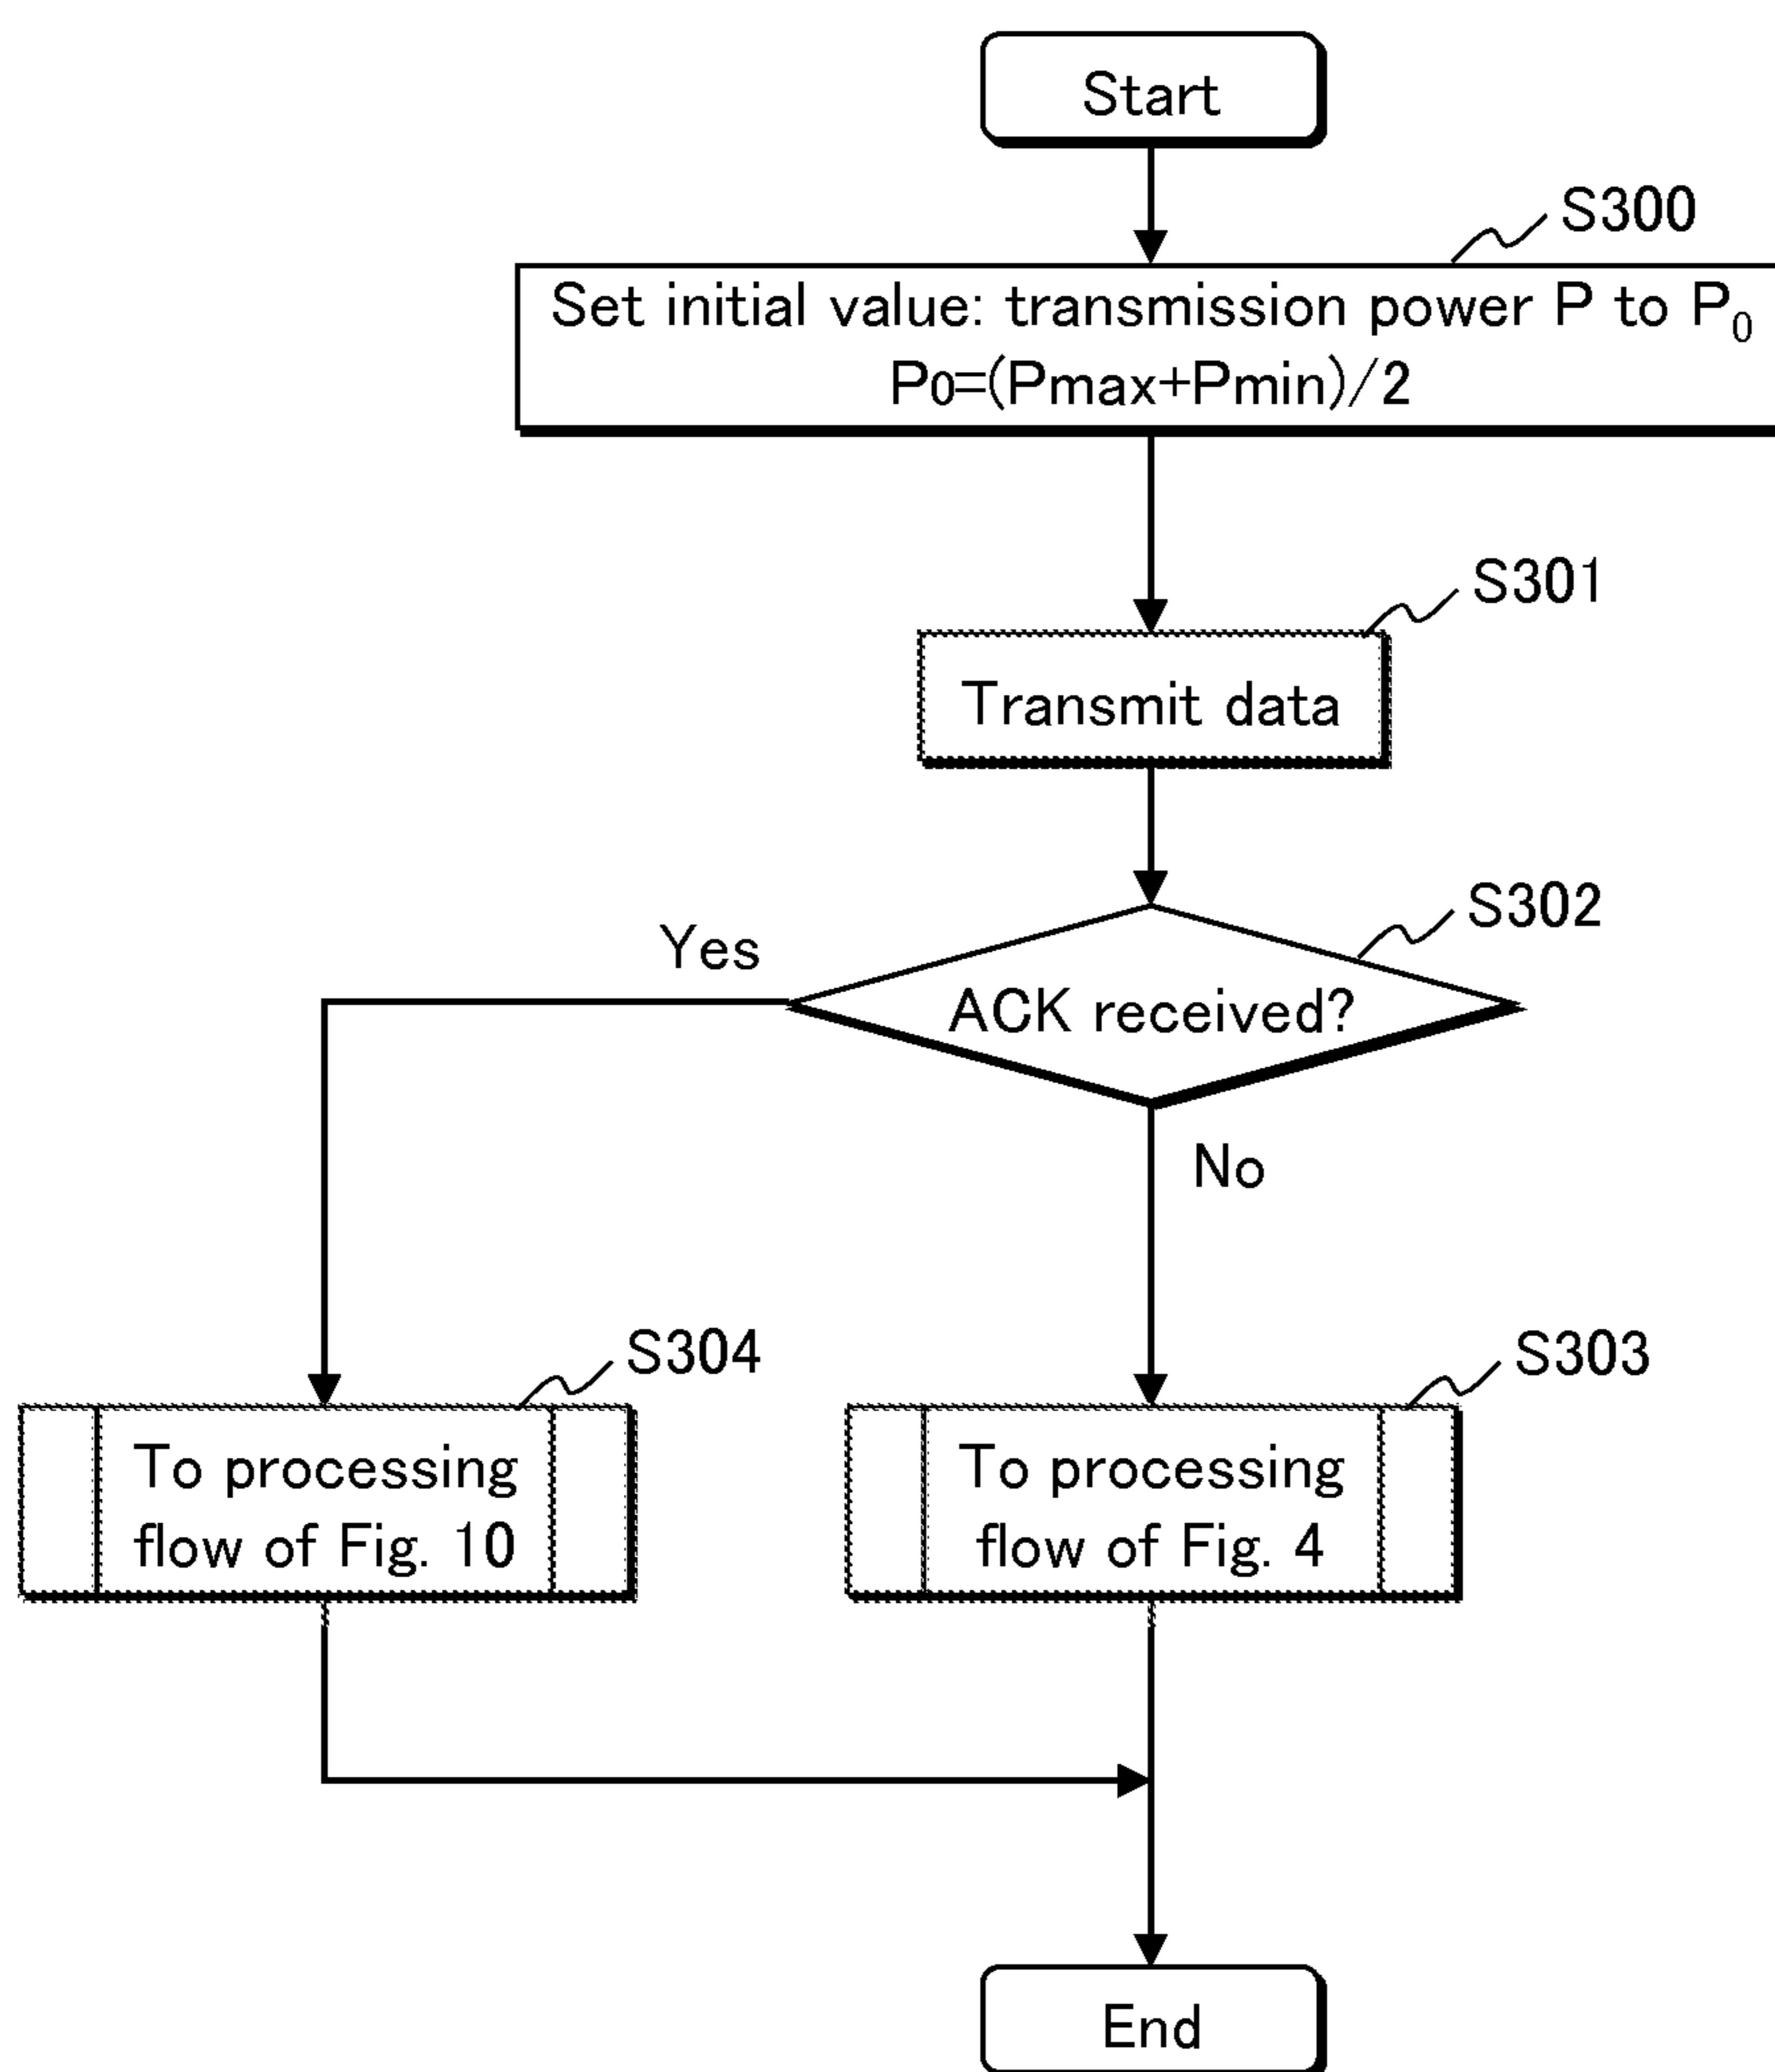 Start
S300
Set initial value: transmission power P to P₀
P0=(Pmax+Pmin)/2
S301
Transmit data
S302
Yes
ACK received?
No
S304
S303
To processing
flow of Fig. 10
To processing
flow of Fig. 4
End